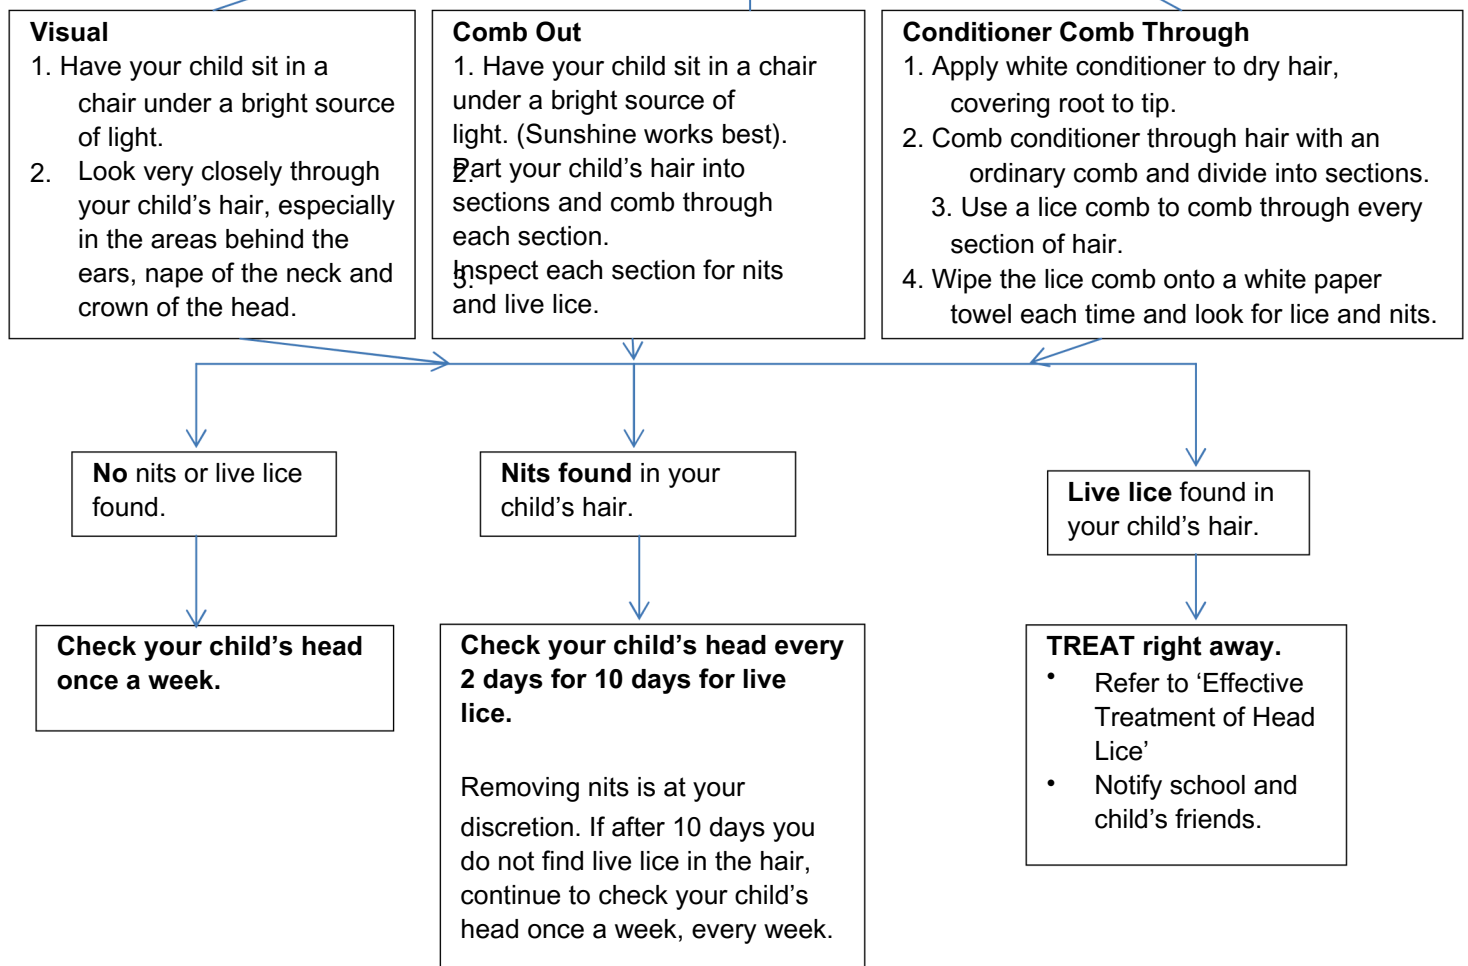 Visual
1. Have your child sit in a
chair under a bright source
of light.
2. Look very closely through
your child’s hair, especially
in the areas behind the
ears, nape of the neck and
crown of the head.
Comb Out
1. Have your child sit in a chair
under a bright source of
light. (Sunshine works best).
2. Part your child’s hair into
sections and comb through
each section.
3. Inspect each section for nits
and live lice.
Conditioner Comb Through
1. Apply white conditioner to dry hair,
covering root to tip.
2. Comb conditioner through hair with an
ordinary comb and divide into sections.
3. Use a lice comb to comb through every
section of hair.
4. Wipe the lice comb onto a white paper
towel each time and look for lice and nits.
No nits or live lice
found.
Nits found in your
child’s hair.
Live lice found in
your child’s hair.
Check your child’s head
once a week.
Check your child’s head every
2 days for 10 days for live
lice.
Removing nits is at your
discretion. If after 10 days you
do not find live lice in the hair,
continue to check your child’s
head once a week, every week.
TREAT right away.
• Refer to ‘Effective
Treatment of Head
Lice’
• Notify school and
child’s friends.